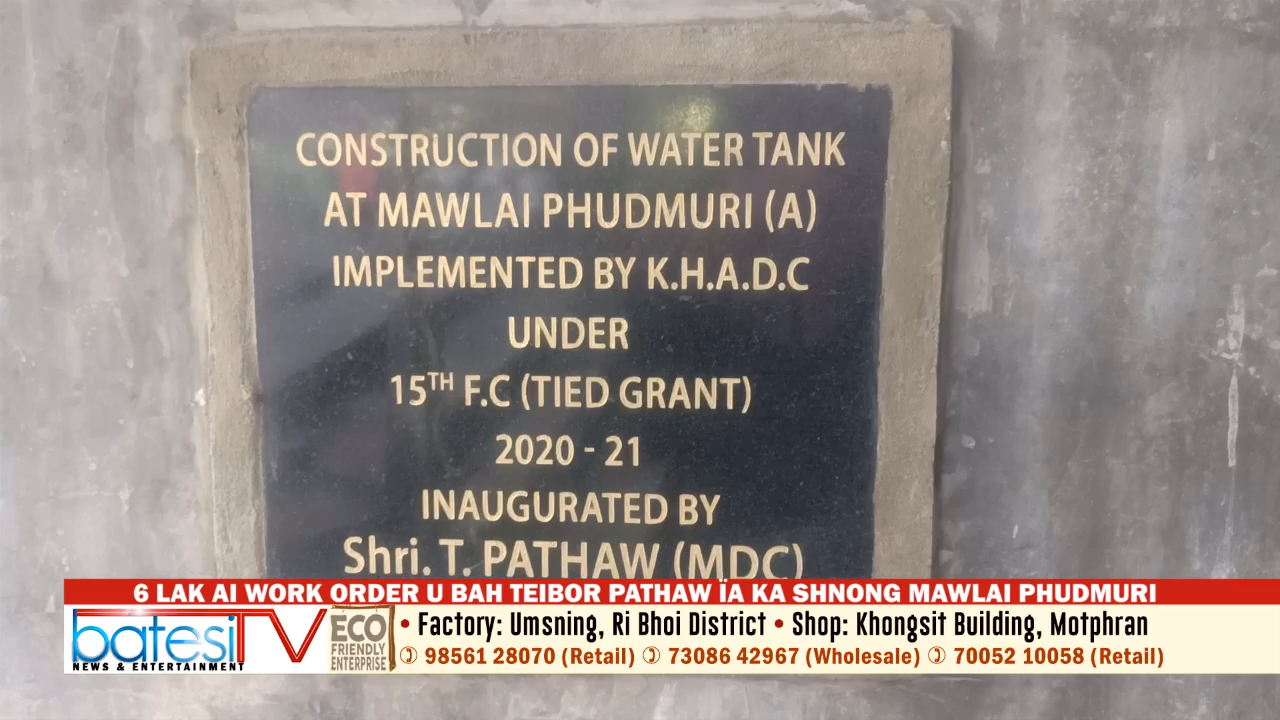 CONSTRUCTION OF WATER TANK
AT MAWLAI PHUDMURI (A)
IMPLEMENTED BY K.H.A.D.C
UNDER
15TH F.C (TIED GRANT)
2020 - 21
INAUGURATED BY
Shri. T. PATHAW (MDC)
6 LAK AI WORK ORDER U BAH TEIBOR PATHAW ÏA KA SHNONG MAWLAI PHUDMURI
batesi TV
NEWS & ENTERTAINMENT
ECO
FRIENDLY
ENTERPRISE
• Factory: Umsning, Ri Bhoi District • Shop: Khongsit Building, Motphran
98561 28070 (Retail) 73086 42967 (Wholesale) 70052 10058 (Retail)